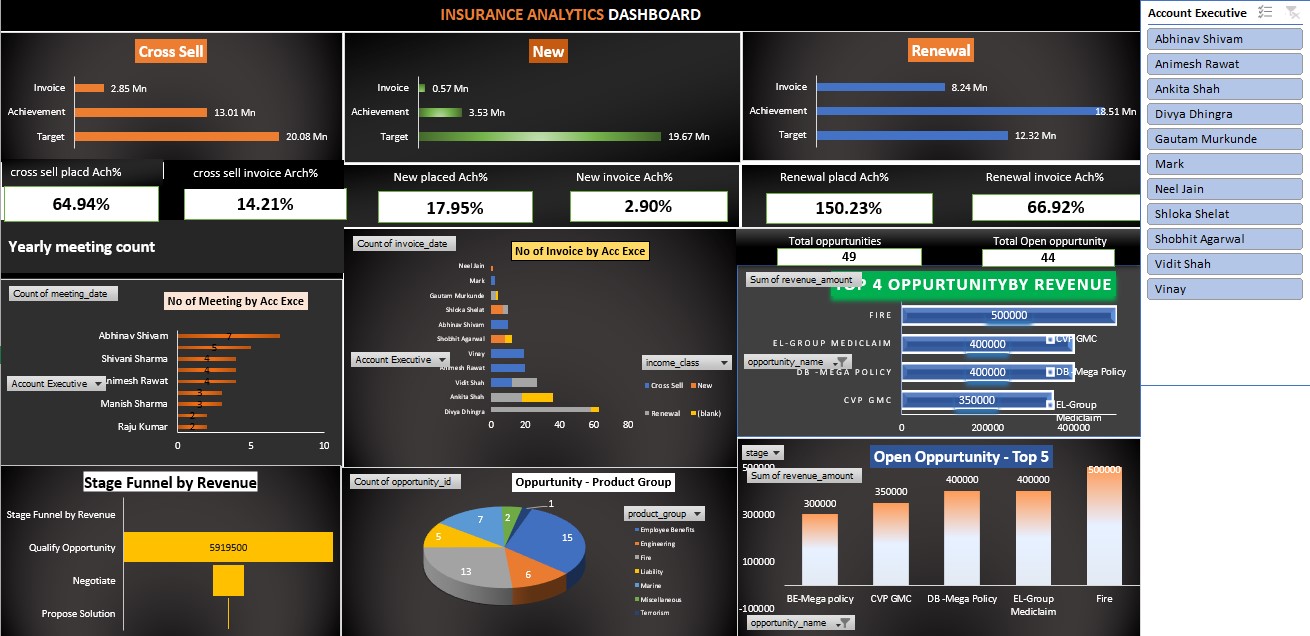 INSURANCE ANALYTICS DASHBOARD
Cross Sell
Invoice 2.85 Mn
Achievement 13.01 Mn
Target 20.08 Mn
New
Invoice 0.57 Mn
Achievement 3.53 Mn
Target 19.67 Mn
Renewal
Invoice 8.24 Mn
Achievement 18.51 Mn
Target 12.32 Mn
Account Executive
Abhinav Shivam
Animesh Rawat
Ankita Shah
Divya Dhingra
Gautam Murkunde
Mark
Neel Jain
Shloka Shelat
Shobhit Agarwal
Vidit Shah
Vinay
cross sell placd Ach%
64.94%
cross sell invoice Arch%
14.21%
New placed Ach%
17.95%
New invoice Ach%
2.90%
Renewal placd Ach%
150.23%
Renewal invoice Ach%
66.92%
Yearly meeting count
Count of meeting_date
No of Meeting by Acc Exce
Abhinav Shivam 7
5
Shivani Sharma 4
4
Account Executive
nimesh Rawat 4
3
Manish Sharma 3
2
Raju Kumar 2
0 5 10
Count of invoice_date
No of Invoice by Acc Exce
Neel Jain
Mark
Gautam Murkunde
Shloka Shelat
Abhinav Shivam
Shobhit Agarwal
Vinay
Account Executive
Rawat
Vidit Shah
Ankita Shah
Divya Dhingra
0 20 40 60 80
income_class
Cross Sell New
Renewal (blank)
Total oppurtunities
49
Total Open oppurtunity
44
Sum of revenue_amount
P 4 OPPURTUNITYBY REVENUE
FIRE 500000
EL-GROUP MEDICLAIM 400000
opportunity_name
DB -MEGA POLICY 400000
CVP GMC 350000
0 200000 400000
CVP GMC
DB -Mega Policy
EL-Group
Mediclaim
Stage Funnel by Revenue
Stage Funnel by Revenue
Qualify Opportunity 5919500
Negotiate
Propose Solution
Count of opportunity_id
Oppurtunity - Product Group
1
15
6
13
5
7
2
product_group
Employee Benefits
Engineering
Fire
Liability
Marine
Miscellaneous
Terrorism
stage
Open Oppurtunity - Top 5
Sum of revenue_amount
500000
300000
100000
-100000
300000
350000
400000
400000
500000
BE-Mega policy
CVP GMC
DB -Mega Policy
EL-Group
Mediclaim
Fire
opportunity_name